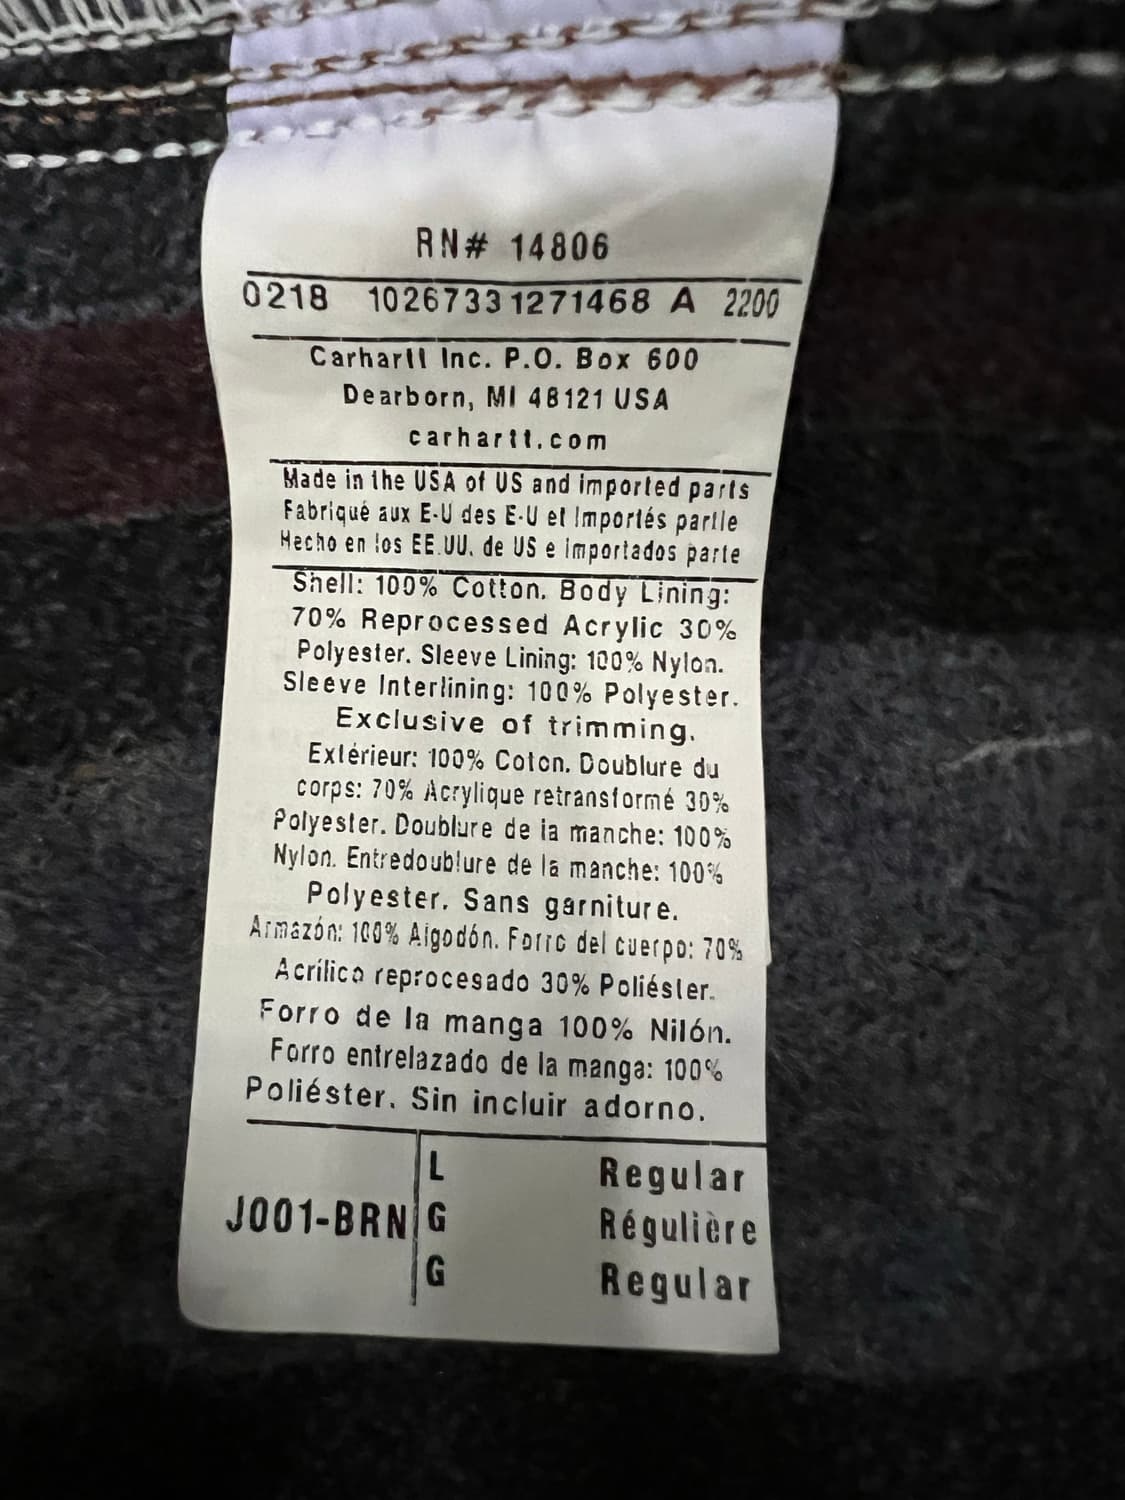 RN# 14806
0218 1026733 1271468 A 2200
Carhartt Inc. P.O. Box 600
Dearborn, MI 48121 USA
carhartt.com
Made in the USA of US and imported parts
Fabriqué aux E-U des E-U et Importés partie
Hecho en los EE.UU. de US e importados parte
Shell: 100% Cotton. Body Lining:
70% Reprocessed Acrylic 30%
Polyester. Sleeve Lining: 100% Nylon.
Sleeve Interlining: 100% Polyester.
Exclusive of trimming.
Extérieur: 100% Coton. Doublure du
corps: 70% Acrylique retransformé 30%
Polyester. Doublure de la manche: 100%
Nylon. Entredoublure de la manche: 100%
Polyester. Sans garniture.
Armazón: 100% Algodón. Forro del cuerpo: 70%
Acrílico reprocesado 30% Poliéster.
Forro de la manga 100% Nilón.
Forro entrelazado de la manga: 100%
Poliéster. Sin incluir adorno.
L Regular
J001-BRN G Régulière
G Regular